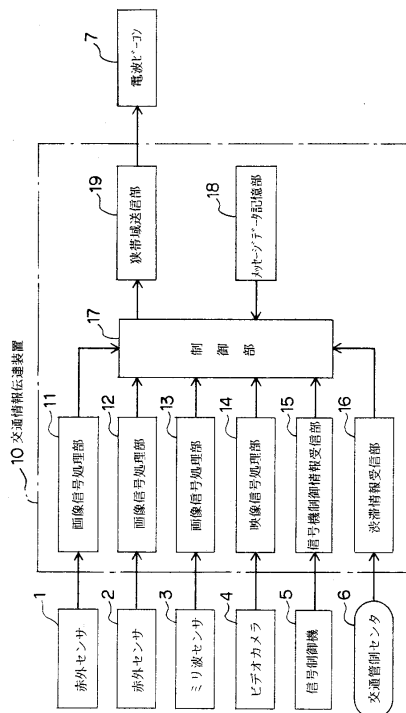 10 交通情報伝達装置
1
赤外センサ
2
赤外センサ
3
ミリ波センサ
4
ビデオカメラ
5
信号制御機
6
交通管制センタ
11
画像信号処理部
12
画像信号処理部
13
画像信号処理部
14
映像信号処理部
15
信号機制御情報受信部
16
渋滞情報受信部
17
制御部
18
メッセージデータ記憶部
19
狭帯域送信部
7
電波ビーコン